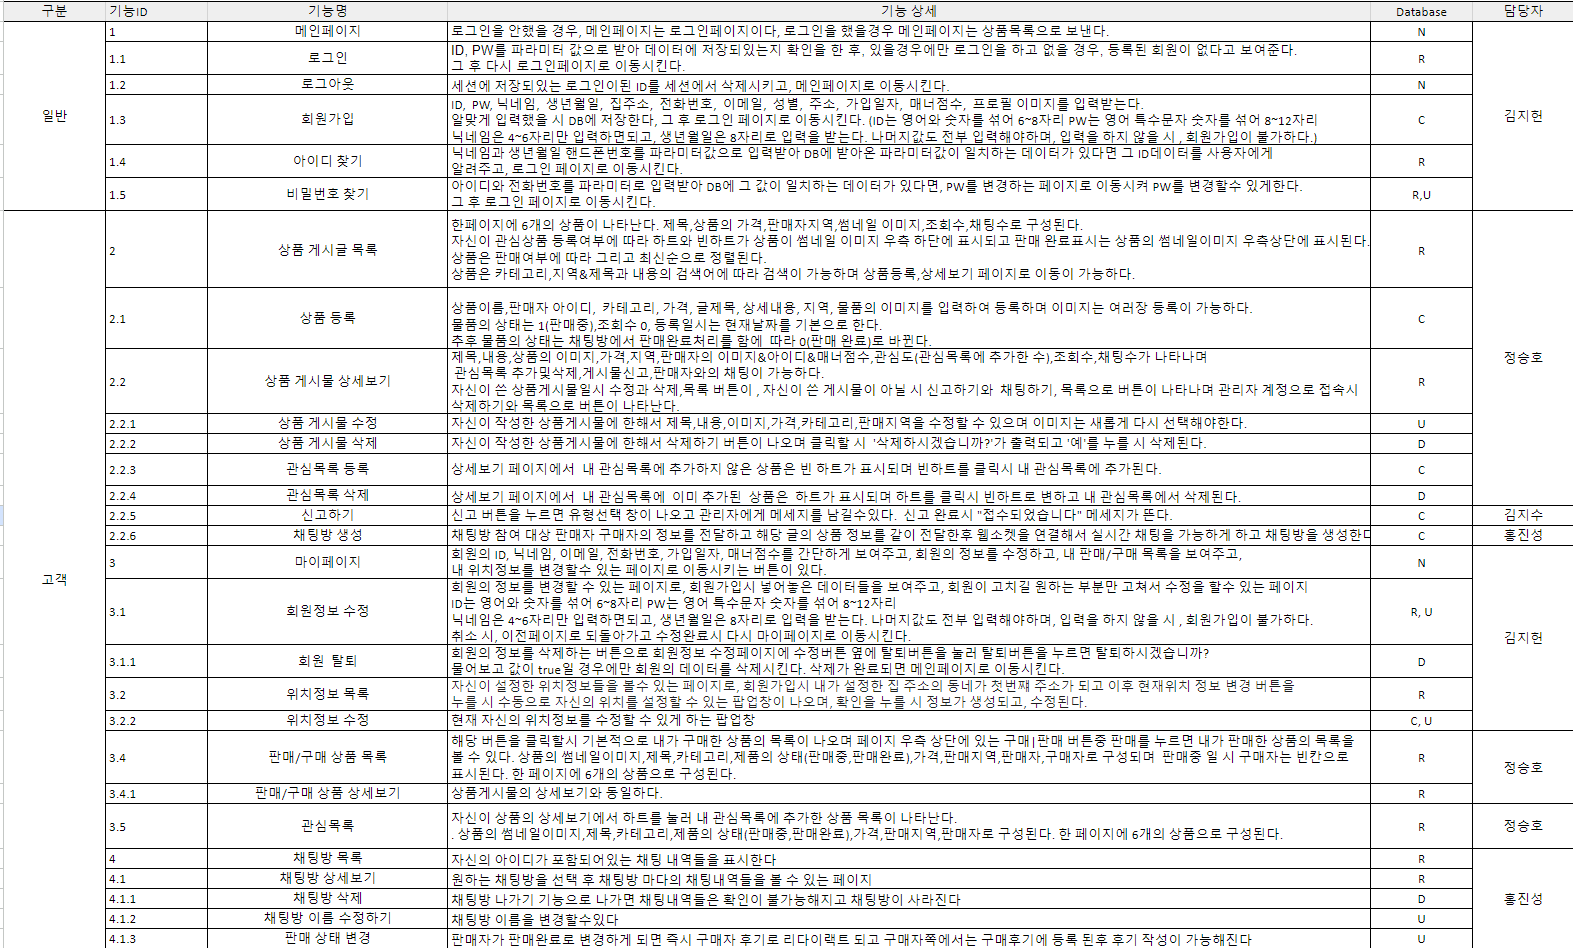 구분 기능ID 기능명 기능 상세 Database 담당자
일반
김지헌
1 메인페이지 로그인을 안했을 경우, 메인페이지는 로그인페이지이다, 로그인을 했을경우 메인페이지는 상품목록으로 보낸다. N
1.1 로그인 ID, PW를 파라미터 값으로 받아 데이터에 저장되있는지 확인을 한 후, 있을경우에만 로그인을 하고 없을 경우, 등록된 회원이 없다고 보여준다. R
그 후 다시 로그인페이지로 이동시킨다.
1.2 로그아웃 세션에 저장되있는 로그인이된 ID를 세션에서 삭제시키고, 메인페이지로 이동시킨다. N
1.3 회원가입 ID, PW, 닉네임, 생년월일, 집주소, 전화번호, 이메일, 성별, 주소, 가입일자, 매너점수, 프로필 이미지를 입력받는다. C
알맞게 입력했을 시 DB에 저장한다, 그 후 로그인 페이지로 이동시킨다. (ID는 영어와 숫자를 섞어 6~8자리 PW는 영어 특수문자 숫자를 섞어 8~12자리
닉네임은 4~6자리만 입력하면되고, 생년월일은 8자리로 입력을 받는다. 나머지값도 전부 입력해야하며, 입력을 하지 않을 시 , 회원가입이 불가하다.)
1.4 아이디 찾기 닉네임과 생년월일 핸드폰번호를 파라미터값으로 입력받아 DB에 받아온 파라미터값이 일치하는 데이터가 있다면 그 ID데이터를 사용자에게 R
알려주고, 로그인 페이지로 이동시킨다.
1.5 비밀번호 찾기 아이디와 전화번호를 파라미터로 입력받아 DB에 그 값이 일치하는 데이터가 있다면, PW를 변경하는 페이지로 이동시켜 PW를 변경할수 있게한다. R,U
그 후 로그인 페이지로 이동시킨다.
고객
정승호
2 상품 게시글 목록 한페이지에 6개의 상품이 나타난다. 제목,상품의 가격,판매자지역,썸네일 이미지,조회수,채팅수로 구성된다. R
자신이 관심상품 등록여부에 따라 하트와 빈하트가 상품이 썸네일 이미지 우측 하단에 표시되고 판매 완료표시는 상품의 썸네일이미지 우측상단에 표시된다.
상품은 판매여부에 따라 그리고 최신순으로 정렬된다.
상품은 카테고리,지역&제목과 내용의 검색어에 따라 검색이 가능하며 상품등록,상세보기 페이지로 이동이 가능하다.
2.1 상품 등록 상품이름,판매자 아이디, 카테고리, 가격, 글제목, 상세내용, 지역, 물품의 이미지를 입력하여 등록하며 이미지는 여러장 등록이 가능하다. C
물품의 상태는 1(판매중),조회수 0, 등록일시는 현재날짜를 기본으로 한다.
추후 물품의 상태는 채팅방에서 판매완료처리를 함에 따라 0(판매 완료)로 바뀐다.
2.2 상품 게시물 상세보기 제목,내용,상품의 이미지,가격,지역,판매자의 이미지&아이디&매너점수,관심도(관심목록에 추가한 수),조회수,채팅수가 나타나며 R
관심목록 추가및삭제,게시물신고,판매자와의 채팅이 가능하다.
자신이 쓴 상품게시물일시 수정과 삭제,목록 버튼이 , 자신이 쓴 게시물이 아닐 시 신고하기와 채팅하기, 목록으로 버튼이 나타나며 관리자 계정으로 접속시
삭제하기와 목록으로 버튼이 나타난다.
2.2.1 상품 게시물 수정 자신이 작성한 상품게시물에 한해서 제목,내용,이미지,가격,카테고리,판매지역을 수정할 수 있으며 이미지는 새롭게 다시 선택해야한다. U
2.2.2 상품 게시물 삭제 자신이 작성한 상품게시물에 한해서 삭제하기 버튼이 나오며 클릭할 시 '삭제하시겠습니까?'가 출력되고 '예'를 누를 시 삭제된다. D
2.2.3 관심목록 등록 상세보기 페이지에서 내 관심목록에 추가하지 않은 상품은 빈 하트가 표시되며 빈하트를 클릭시 내 관심목록에 추가된다. C
2.2.4 관심목록 삭제 상세보기 페이지에서 내 관심목록에 이미 추가된 상품은 하트가 표시되며 하트를 클릭시 빈하트로 변하고 내 관심목록에서 삭제된다. D
2.2.5 신고하기 신고 버튼을 누르면 유형선택 창이 나오고 관리자에게 메세지를 남길수있다. 신고 완료시 "접수되었습니다" 메세지가 뜬다. C 김지수
2.2.6 채팅방 생성 채팅방 참여 대상 판매자 구매자의 정보를 전달하고 해당 글의 상품 정보를 같이 전달한후 웹소켓을 연결해서 실시간 채팅을 가능하게 하고 채팅방을 생성한다 C 홍진성
김지헌
3 마이페이지 회원의 ID, 닉네임, 이메일, 전화번호, 가입일자, 매너점수를 간단하게 보여주고, 회원의 정보를 수정하고, 내 판매/구매 목록을 보여주고, N
내 위치정보를 변경할수 있는 페이지로 이동시키는 버튼이 있다.
3.1 회원정보 수정 회원의 정보를 변경할 수 있는 페이지로, 회원가입시 넣어놓은 데이터들을 보여주고, 회원이 고치길 원하는 부분만 고쳐서 수정을 할수 있는 페이지 R, U
ID는 영어와 숫자를 섞어 6~8자리 PW는 영어 특수문자 숫자를 섞어 8~12자리
닉네임은 4~6자리만 입력하면되고, 생년월일은 8자리로 입력을 받는다. 나머지값도 전부 입력해야하며, 입력을 하지 않을 시 , 회원가입이 불가하다.
취소 시, 이전페이지로 되돌아가고 수정완료시 다시 마이페이지로 이동시킨다.
3.1.1 회원 탈퇴 회원의 정보를 삭제하는 버튼으로 회원정보 수정페이지에 수정버튼 옆에 탈퇴버튼을 눌러 탈퇴버튼을 누르면 탈퇴하시겠습니까? D
물어보고 값이 true일 경우에만 회원의 데이터를 삭제시킨다. 삭제가 완료되면 메인페이지로 이동시킨다.
3.2 위치정보 목록 자신이 설정한 위치정보들을 볼수 있는 페이지로, 회원가입시 내가 설정한 집 주소의 동네가 첫번째 주소가 되고 이후 현재위치 정보 변경 버튼을 R
누를 시 수동으로 자신의 위치를 설정할 수 있는 팝업창이 나오며, 확인을 누를 시 정보가 생성되고, 수정된다.
3.2.2 위치정보 수정 현재 자신의 위치정보를 수정할 수 있게 하는 팝업창 C, U
정승호
3.4 판매/구매 상품 목록 해당 버튼을 클릭할시 기본적으로 내가 구매한 상품의 목록이 나오며 페이지 우측 상단에 있는 구매|판매 버튼중 판매를 누르면 내가 판매한 상품의 목록을 R
볼 수 있다. 상품의 썸네일이미지,제목,카테고리,제품의 상태(판매중,판매완료),가격,판매지역,판매자,구매자로 구성되며 판매중 일 시 구매자는 빈칸으로
표시된다. 한 페이지에 6개의 상품으로 구성된다.
3.4.1 판매/구매 상품 상세보기 상품게시물의 상세보기와 동일하다. R
3.5 관심목록 자신이 상품의 상세보기에서 하트를 눌러 내 관심목록에 추가한 상품 목록이 나타난다. R 정승호
. 상품의 썸네일이미지,제목,카테고리,제품의 상태(판매중,판매완료),가격,판매지역,판매자로 구성된다. 한 페이지에 6개의 상품으로 구성된다.
홍진성
4 채팅방 목록 자신의 아이디가 포함되어있는 채팅 내역들을 표시한다 R
4.1 채팅방 상세보기 원하는 채팅방을 선택 후 채팅방 마다의 채팅내역들을 볼 수 있는 페이지 R
4.1.1 채팅방 삭제 채팅방 나가기 기능으로 나가면 채팅내역들은 확인이 불가능해지고 채팅방이 사라진다 D
4.1.2 채팅방 이름 수정하기 채팅방 이름을 변경할수있다 U
4.1.3 판매 상태 변경 판매자가 판매완료로 변경하게 되면 즉시 구매자 후기로 리다이랙트 되고 구매자쪽에서는 구매후기에 등록 된후 후기 작성이 가능해진다 U